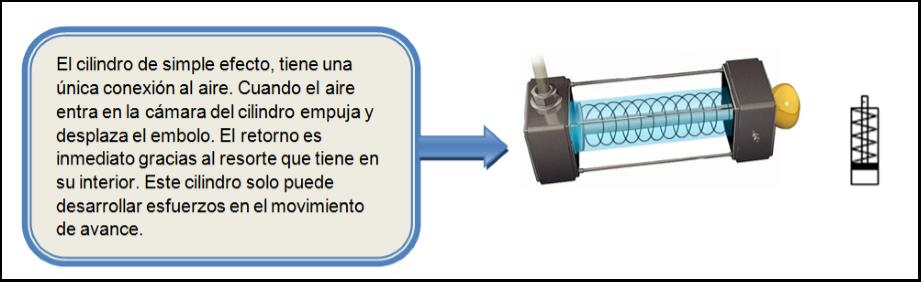 El cilindro de simple efecto, tiene una
única conexión al aire. Cuando el aire
entra en la cámara del cilindro empuja y
desplaza el embolo. El retorno es
inmediato gracias al resorte que tiene en
su interior. Este cilindro solo puede
desarrollar esfuerzos en el movimiento
de avance.